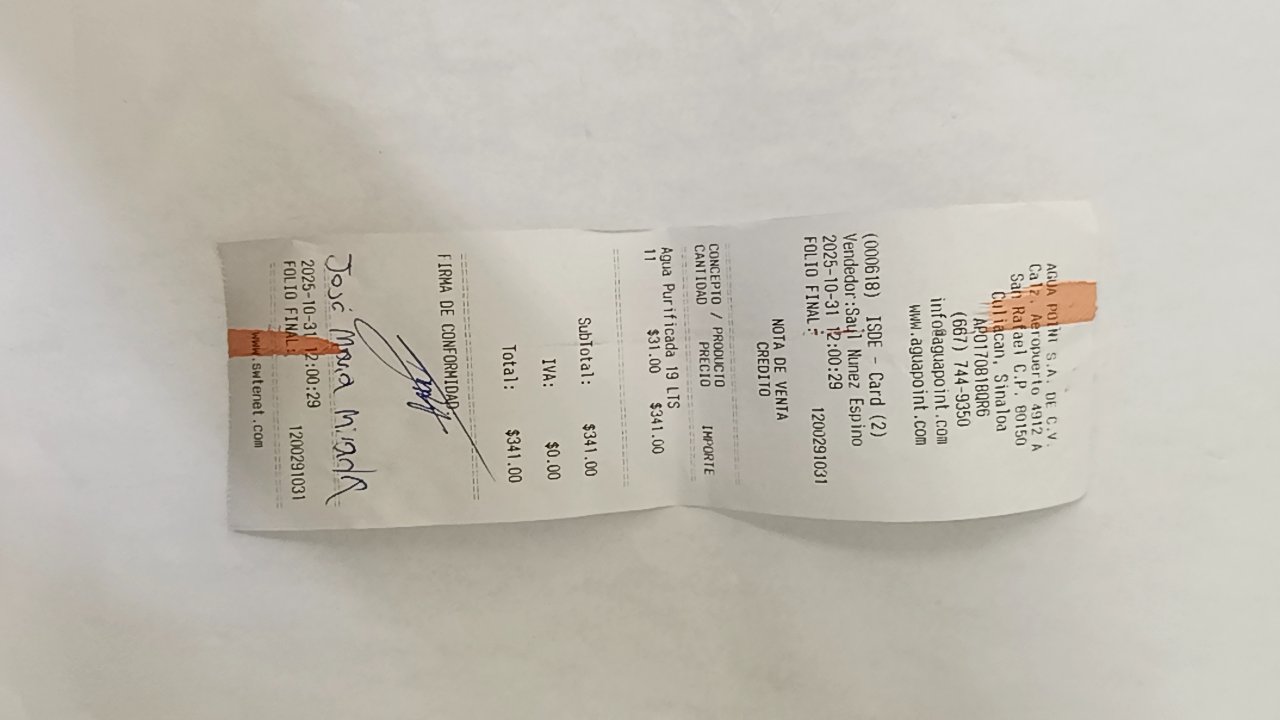 AGUA POINT S.A. DE C.V.
Calz. Aeropuerto 4912 A
San Rafael C.P. 80150
Culiacan, Sinaloa
APO170818QR6
(667) 744-9350
info@aguapoint.com
www.aguapoint.com
(000618) ISDE - Card (2)
Vendedor:Saul Nunez Espino
2025-10-31 12:00:29
FOLIO FINAL: 1200291031
NOTA DE VENTA
CREDITO
CONCEPTO / PRODUCTO
CANTIDAD PRECIO IMPORTE
Agua Purificada 19 LTS
11 $31.00 $341.00
SubTotal: $341.00
IVA: $0.00
Total: $341.00
FIRMA DE CONFORMIDAD
José Maria
2025-10-31 12:00:29
FOLIO FINAL: 1200291031
www.swtenet.com